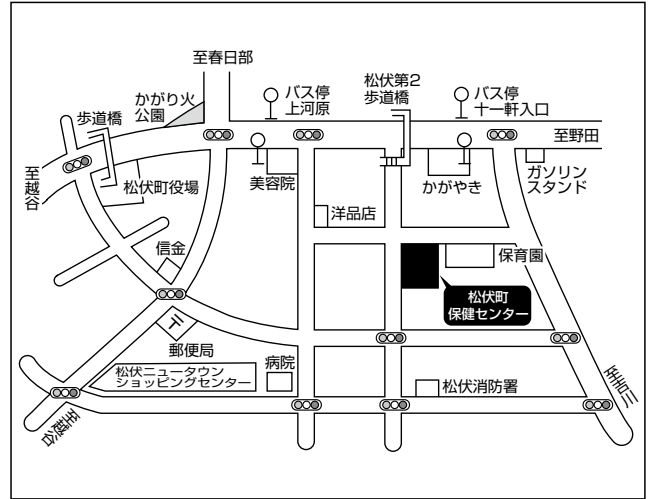 至春日部
かがり火
公園
歩道橋
バス停
上河原
松伏第2
歩道橋
バス停
十一軒入口
至野田
至越谷
松伏町役場
美容院
かがやき
ガソリン
スタンド
洋品店
信金
保育園
松伏町
保健センター
〒
郵便局
松伏ニュータウン
ショッピングセンター
病院
松伏消防署
至吉川
至越谷